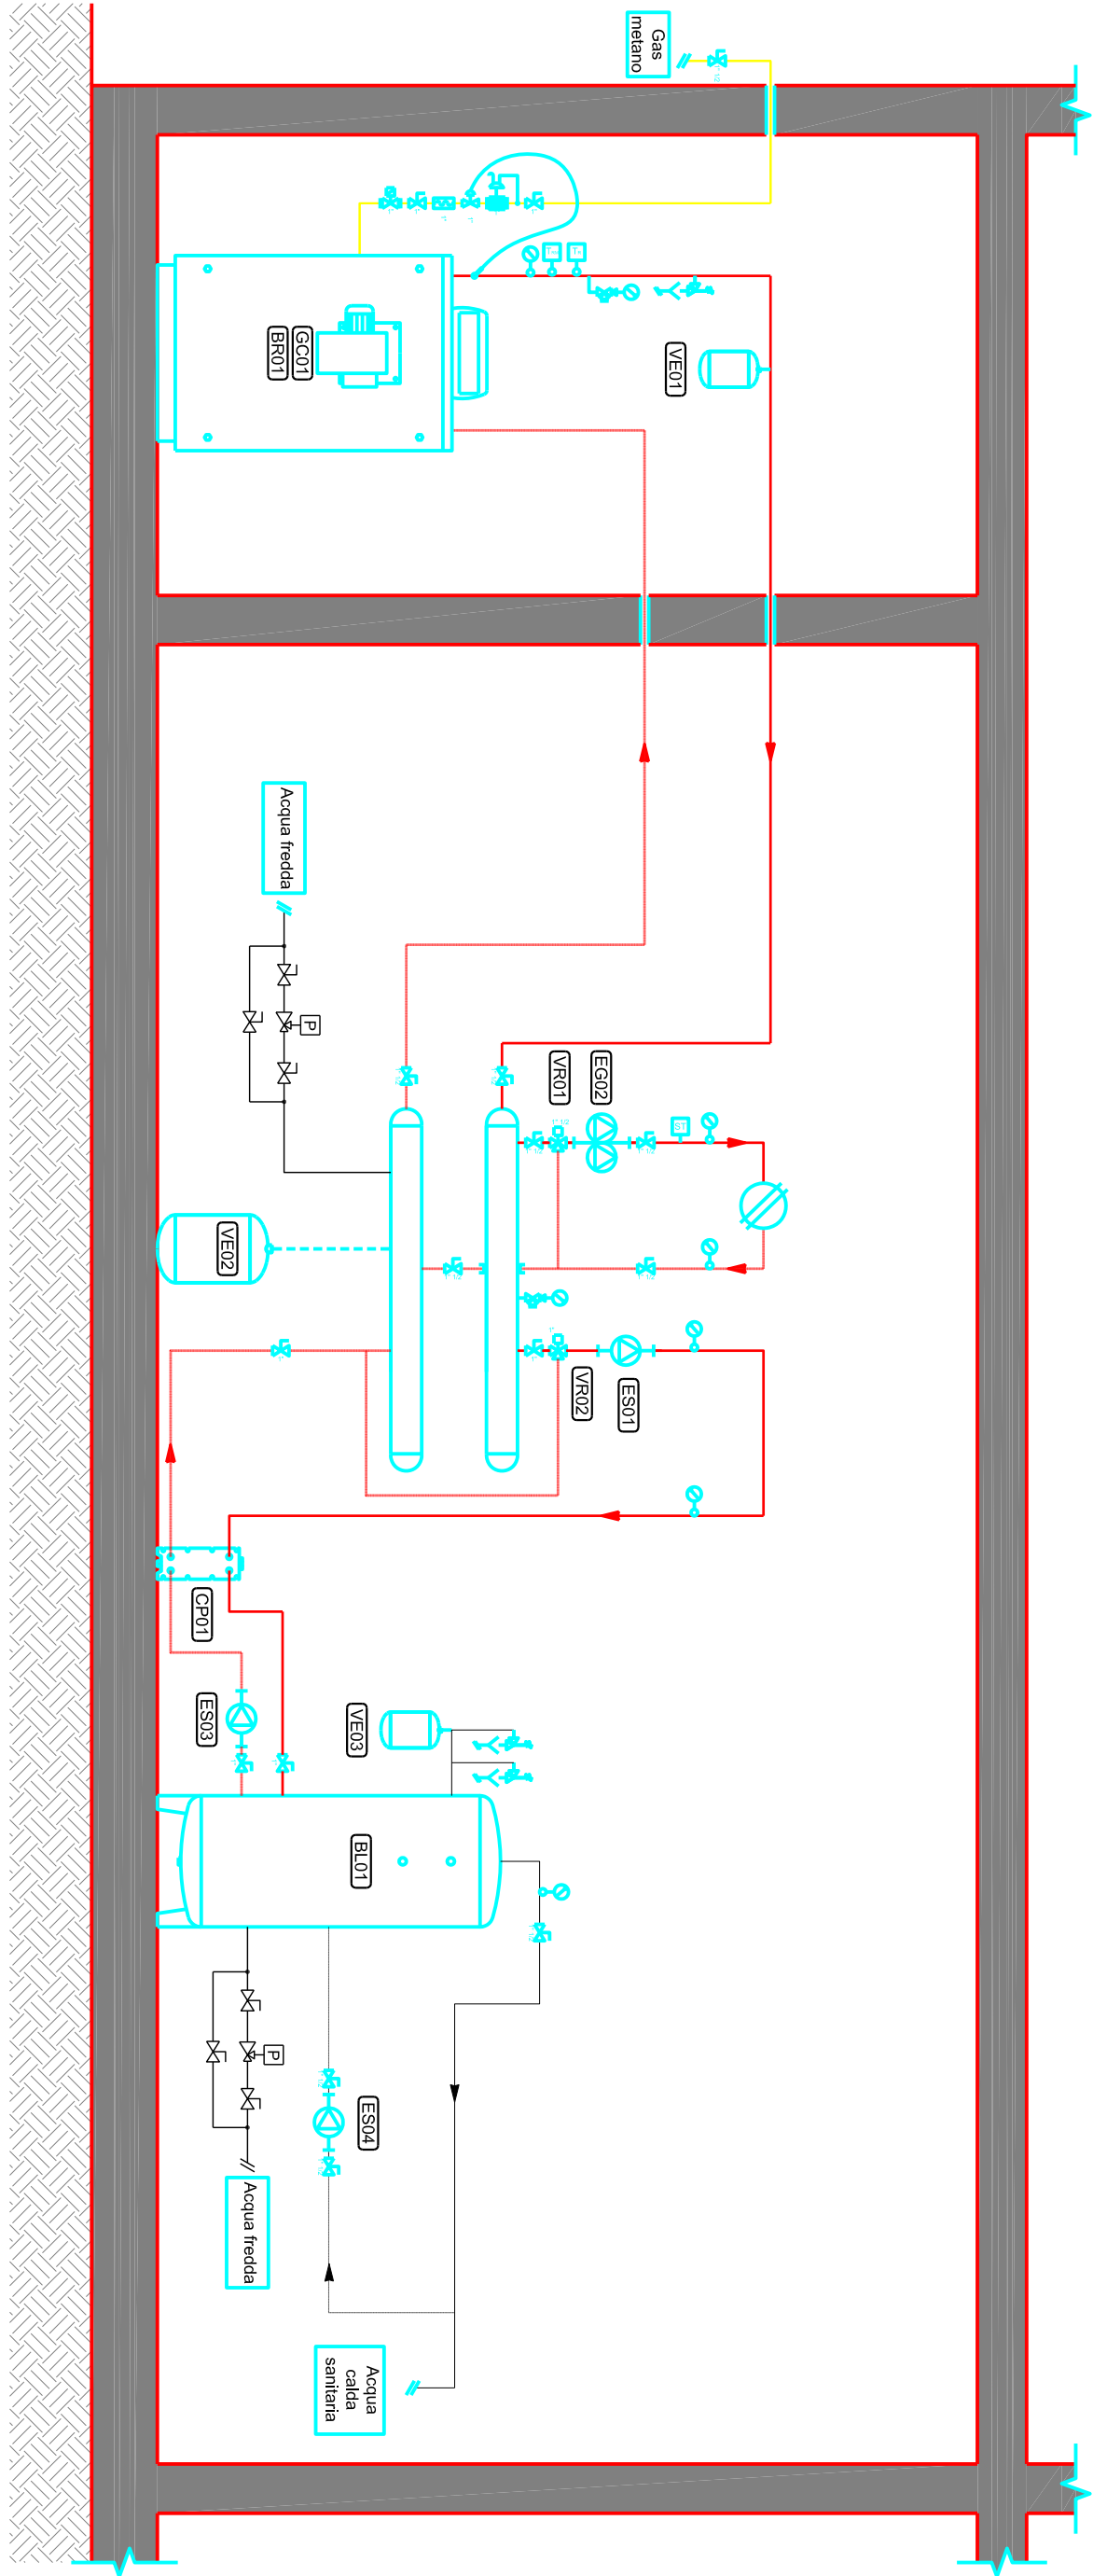 Gas
metano
GC01
BR01
VE01
Acqua fredda
P
EG02
VR01
ST
VE02
ES01
VR02
CP01
ES03
VE03
BL01
P
ES04
Acqua fredda
Acqua
calda
sanitaria